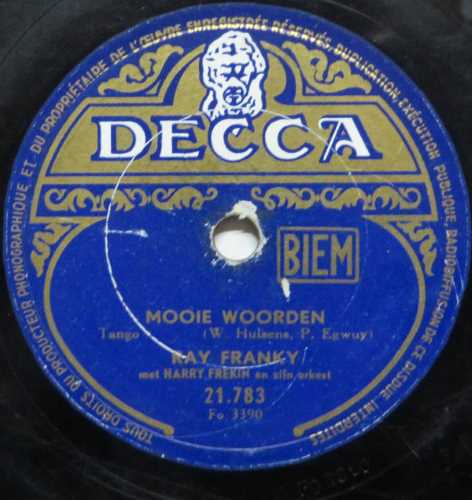 TOUS DROITS DU PRODUCTEUR PHONOGRAPHIQUE ET DU PROPRIÉTAIRE DE L'ŒUVRE ENREGISTRÉE RÉSERVÉS, DUPLICATION, EXÉCUTION PUBLIQUE, RADIODIFFUSION DE CE DISQUE INTERDITES
DECCA
BIEM
MOOIE WOORDEN
Tango (W. Hulsens, P. Egwuy)
RAY FRANKY
met HARRY FREKIN en zijn orkest
21.783
Fo 3390